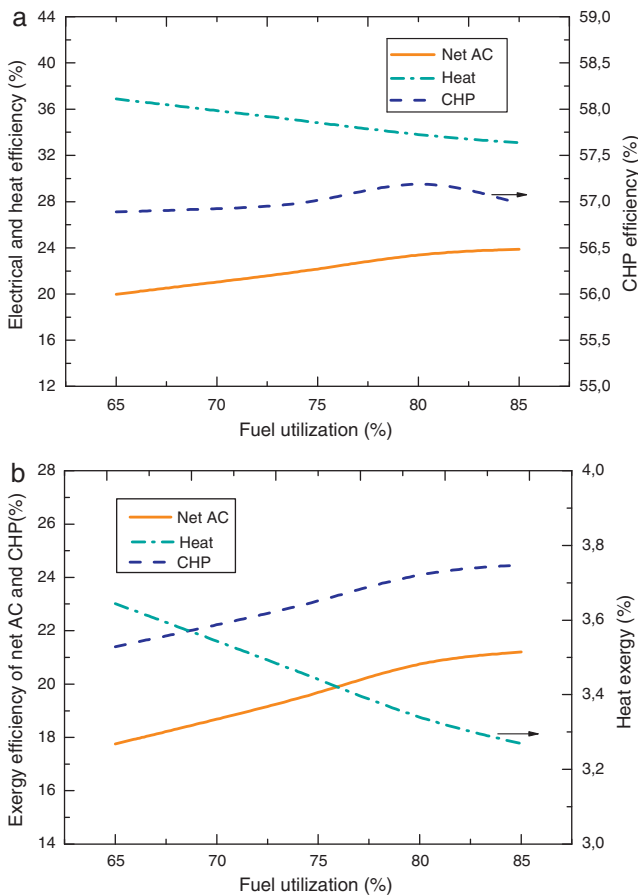 a
Electrical and heat efficiency (%)
44
40
36
32
28
24
20
16
12
Net AC
Heat
CHP
59,0
58,5
58,0
57,5
57,0
56,5
56,0
55,5
55,0
CHP efficiency (%)
65 70 75 80 85
Fuel utilization (%)
b
Exergy efficiency of net AC and CHP(%)
28
26
24
22
20
18
16
14
Net AC
Heat
CHP
4,0
3,8
3,6
3,4
3,2
3,0
Heat exergy (%)
65 70 75 80 85
Fuel utilization (%)